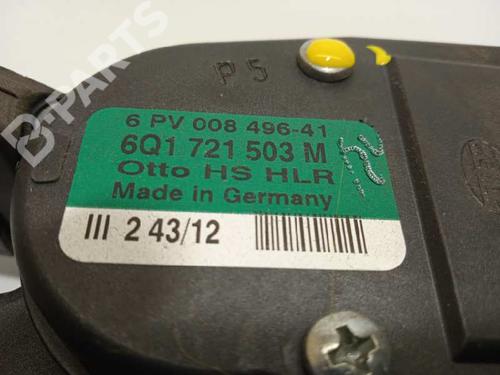 P5
6 PV 008 496-41
6Q1 721 503 M
Otto HS HLR
Made in Germany
III 2 43/12
B-PARTS